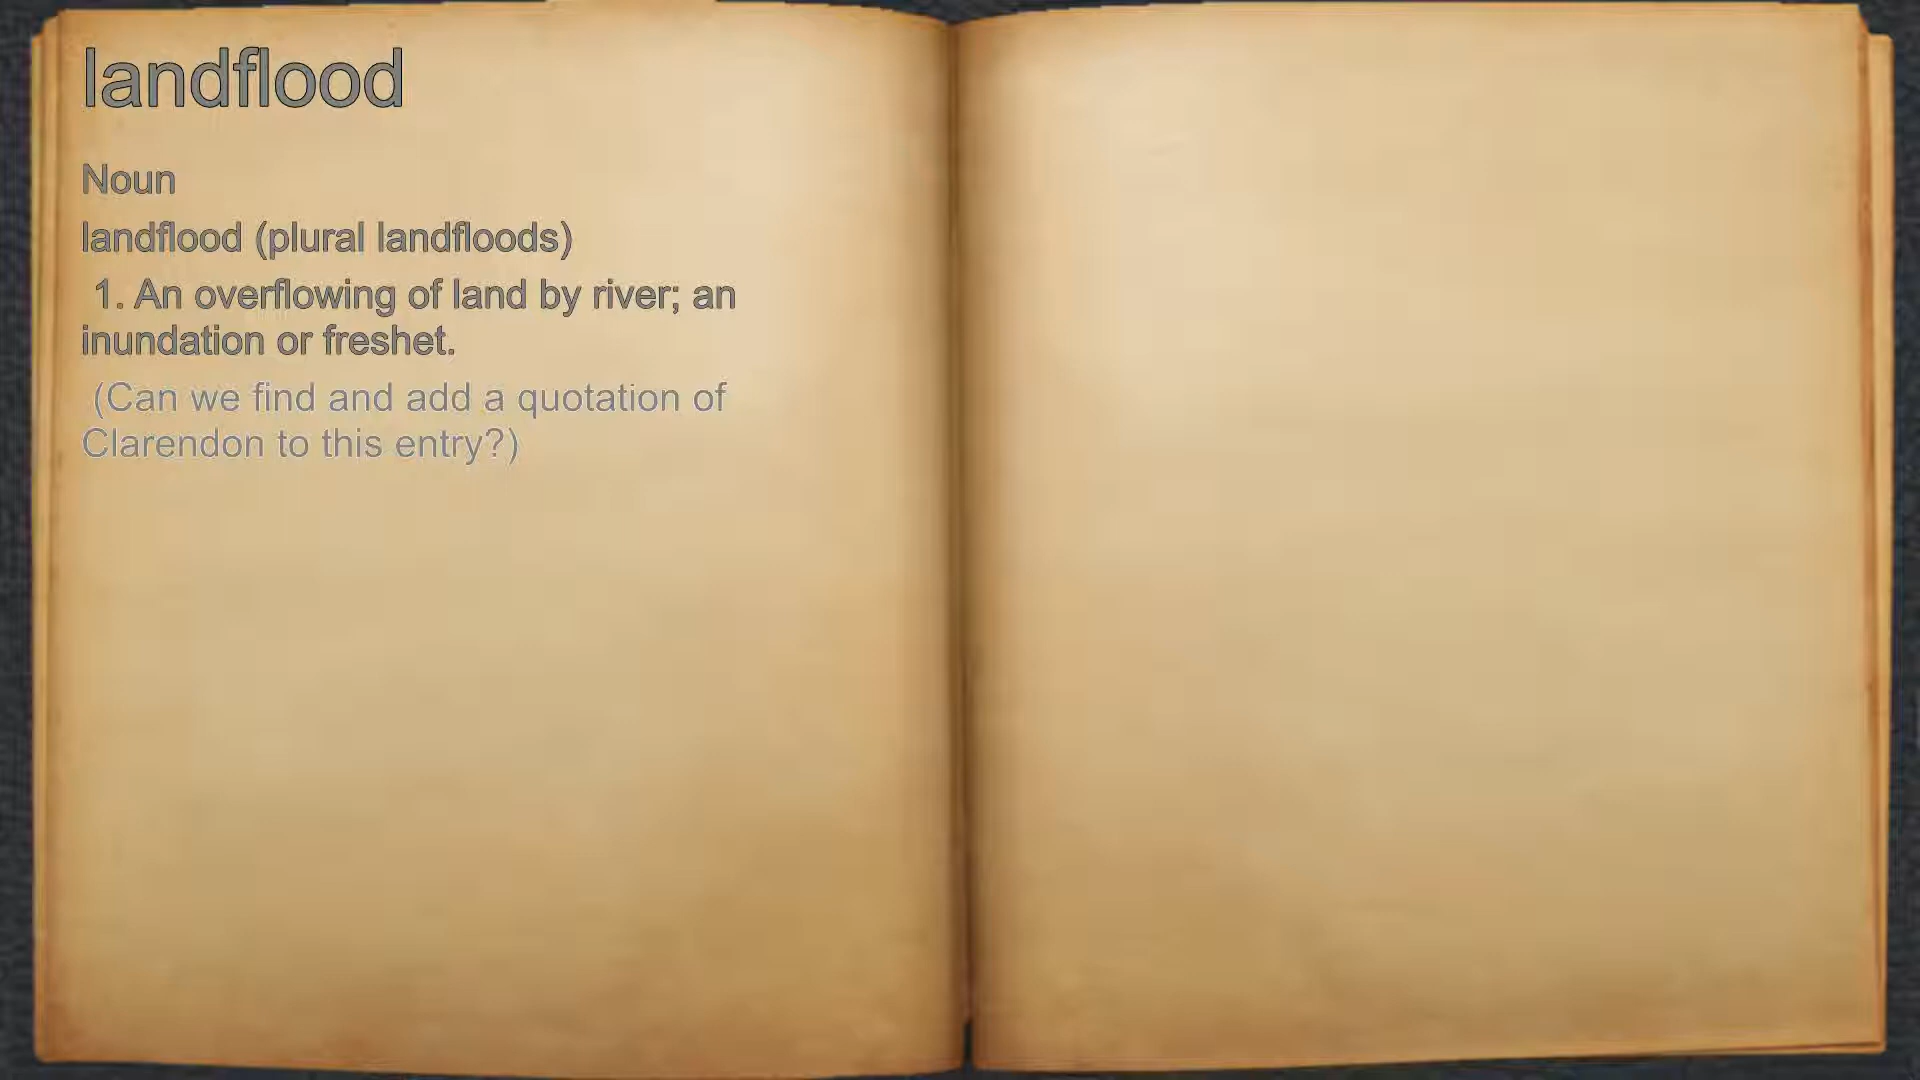 landflood
Noun
landflood (plural landfloods)
1. An overflowing of land by river; an
inundation or freshet.
(Can we find and add a quotation of
Clarendon to this entry?)